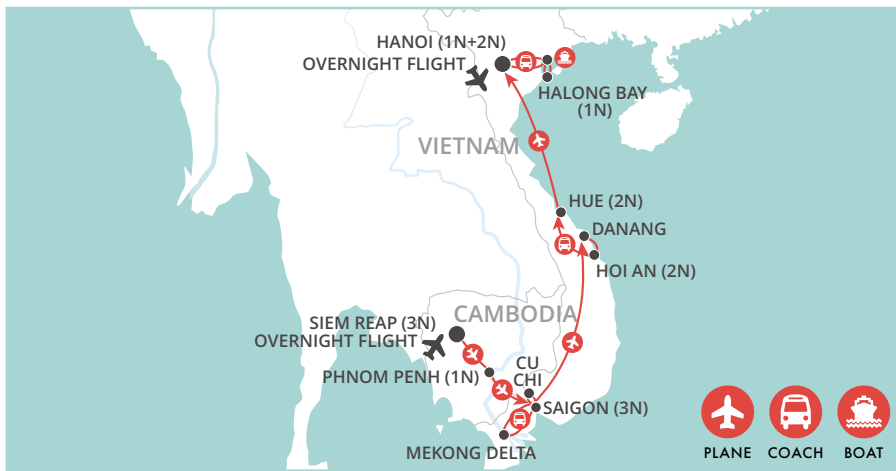 HANOI (1N+2N)
OVERNIGHT FLIGHT
HALONG BAY
(1N)
VIETNAM
HUE (2N)
DANANG
HOI AN (2N)
CAMBODIA
SIEM REAP (3N)
OVERNIGHT FLIGHT
PHNOM PENH (1N)
CU
CHI
SAIGON (3N)
MEKONG DELTA
PLANE
COACH
BOAT